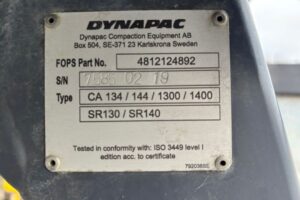 DYNAPAC
Dynapac Compaction Equipment AB
Box 504, SE-371 23 Karlskrona Sweden
FOPS Part No. 4812124892
S/N
Type CA 134 / 144 / 1300 / 1400
SR130 / SR140
Tested in conformity with: ISO 3449 level I
edition acc. to certificate